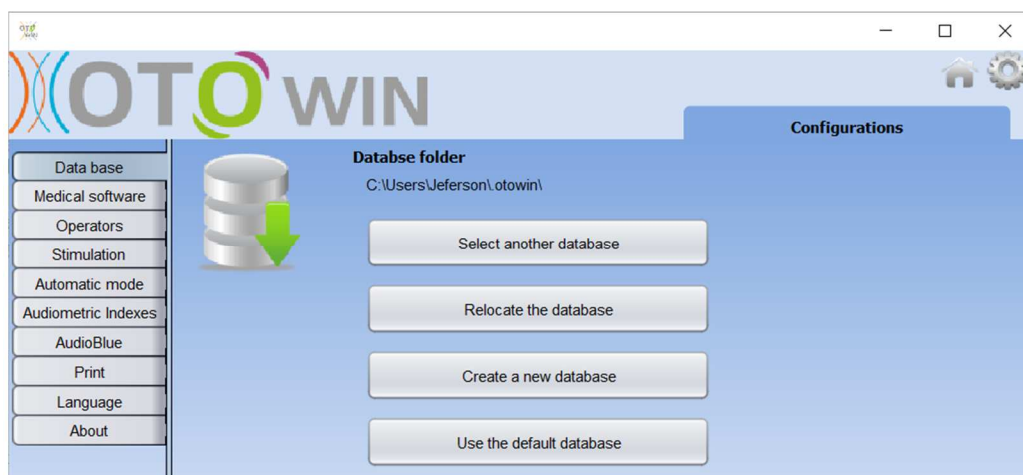 OTO WIN
Configurations
Data base
Medical software
Operators
Stimulation
Automatic mode
Audiometric Indexes
AudioBlue
Print
Language
About
Databse folder
C:\Users\Jeferson\.otowin\
Select another database
Relocate the database
Create a new database
Use the default database